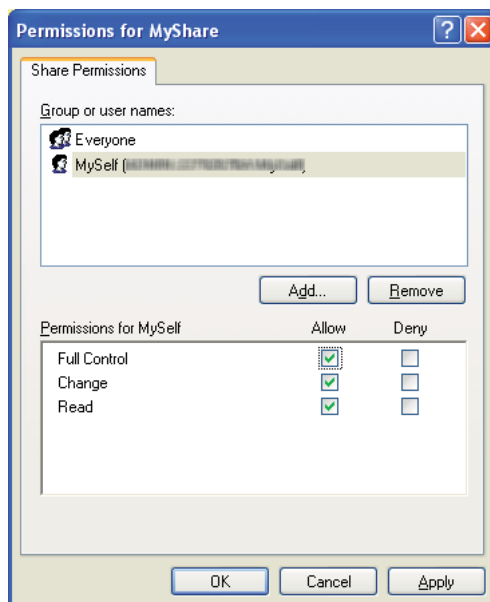 Permissions for MyShare
Share Permissions
Group or user names:
Everyone
MySelf (
Add... Remove
Permissions for MySelf Allow Deny
Full Control
Change
Read
OK Cancel Apply